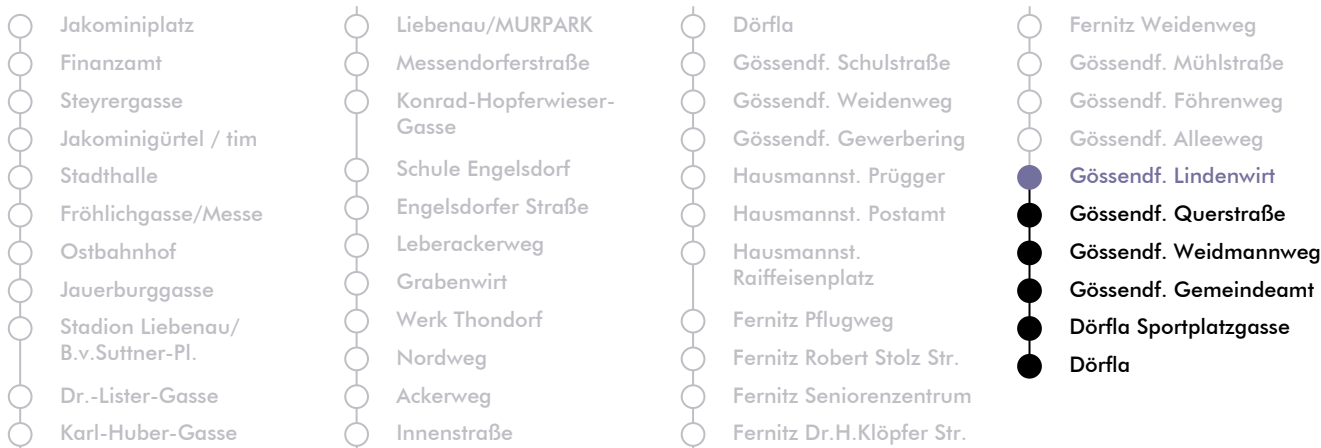 Jakominiplatz
Finanzamt
Steyrergasse
Jakominigürtel / tim
Stadthalle
Fröhlichgasse/Messe
Ostbahnhof
Jauerburggasse
Stadion Liebenau/
B.v.Suttner-Pl.
Dr.-Lister-Gasse
Karl-Huber-Gasse
Liebenau/MURPARK
Messendorferstraße
Konrad-Hopferwieser-
Gasse
Schule Engelsdorf
Engelsdorfer Straße
Leberackerweg
Grabenwirt
Werk Thondorf
Nordweg
Ackerweg
Innenstraße
Dörfla
Gössendf. Schulstraße
Gössendf. Weidenweg
Gössendf. Gewerbering
Hausmannst. Prügger
Hausmannst. Postamt
Hausmannst.
Raiffeisenplatz
Fernitz Pflugweg
Fernitz Robert Stolz Str.
Fernitz Seniorenzentrum
Fernitz Dr.H.Klöpfer Str.
Fernitz Weidenweg
Gössendf. Mühlstraße
Gössendf. Föhrenweg
Gössendf. Alleeweg
Gössendf. Lindenwirt
Gössendf. Querstraße
Gössendf. Weidmannweg
Gössendf. Gemeindeamt
Dörfla Sportplatzgasse
Dörfla